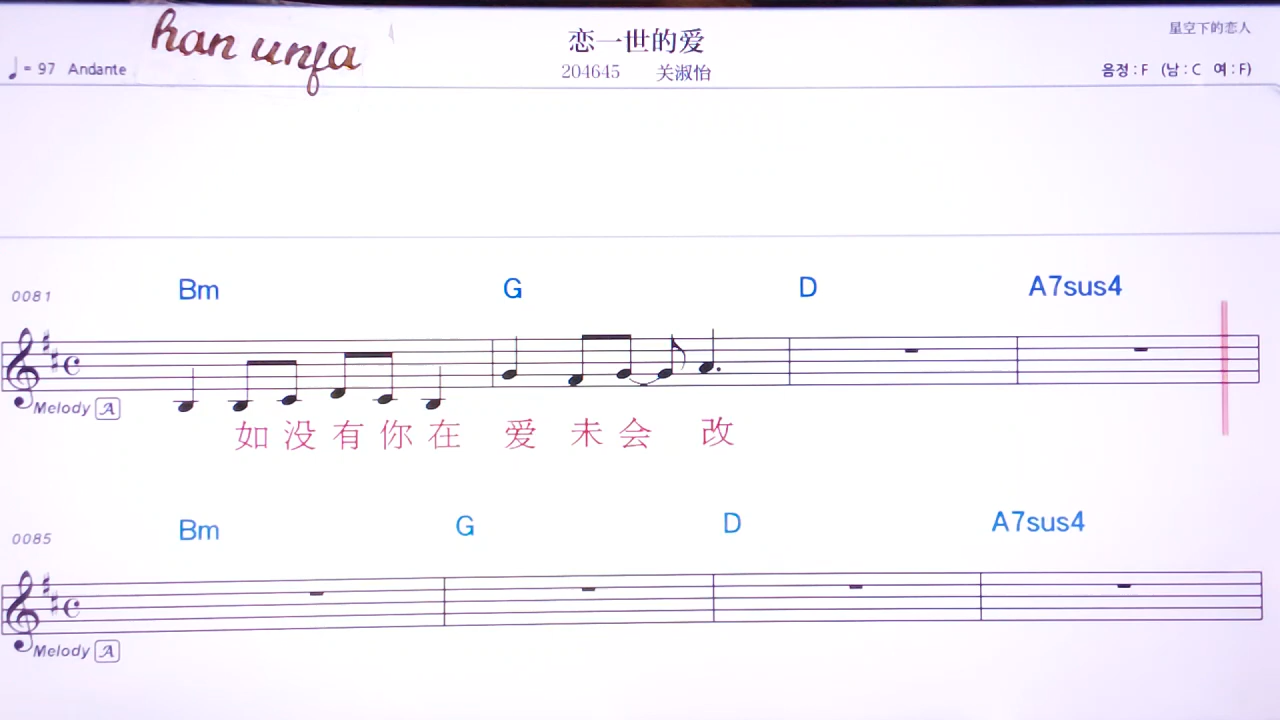 han unfa
恋一世的爱
星空下的恋人
♩= 97 Andante
204645 关淑怡
음정 : F (남 : C 여 : F)
0081 Bm G D A7sus4
Melody A
如 没 有 你 在 爱 未 会 改
0085 Bm G D A7sus4
Melody A